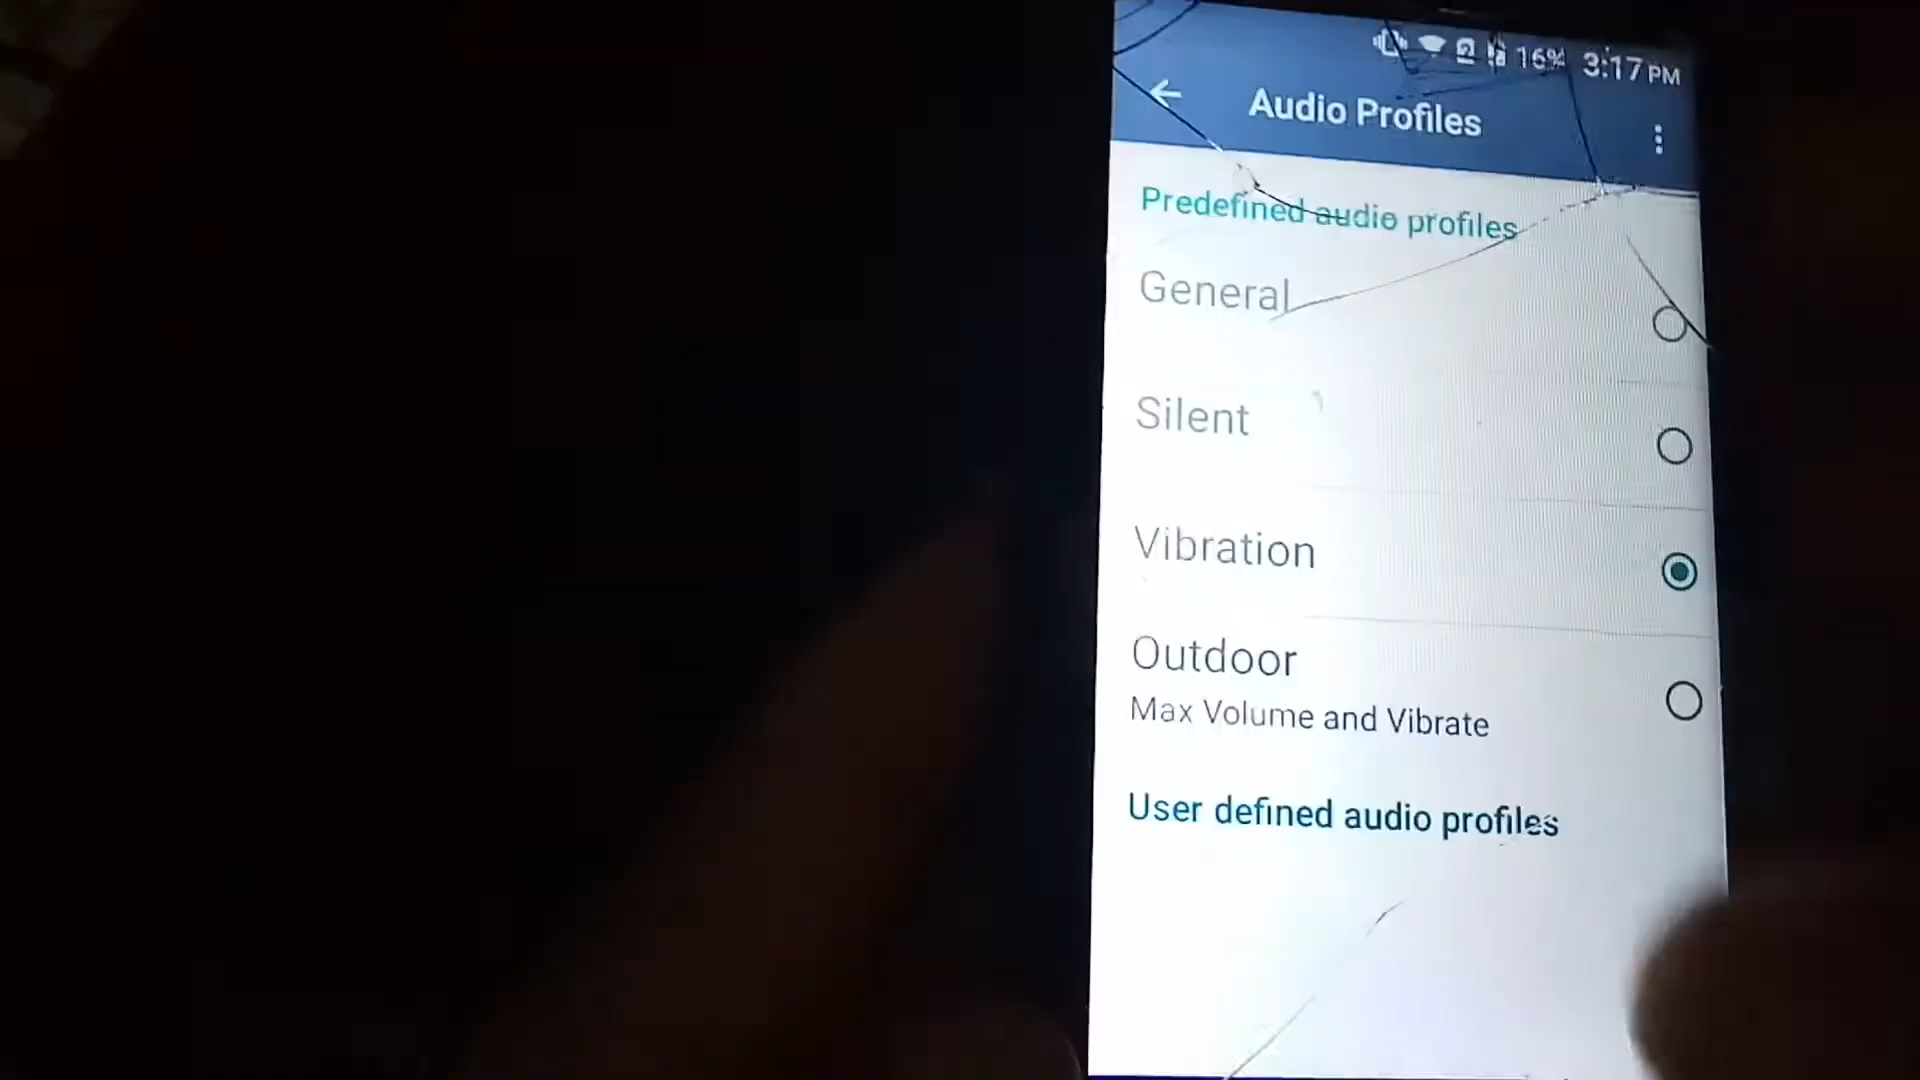 16% 3:17 PM
Audio Profiles
Predefined audio profiles
General
Silent
Vibration
Outdoor
Max Volume and Vibrate
User defined audio profiles